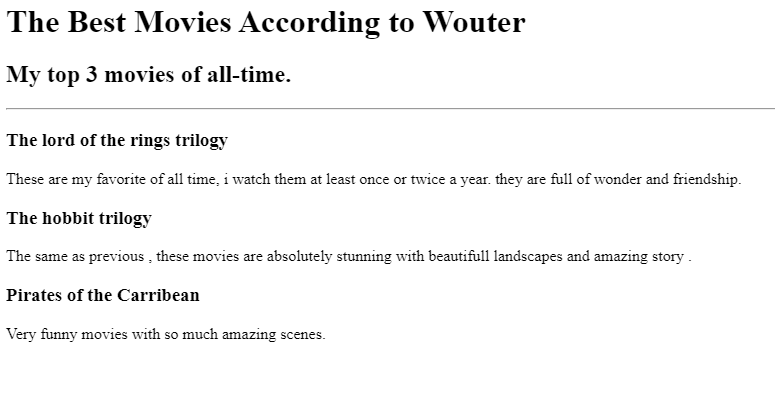 The Best Movies According to Wouter
My top 3 movies of all-time.
The lord of the rings trilogy
These are my favorite of all time, i watch them at least once or twice a year. they are full of wonder and friendship.
The hobbit trilogy
The same as previous , these movies are absolutely stunning with beautifull landscapes and amazing story .
Pirates of the Carribean
Very funny movies with so much amazing scenes.